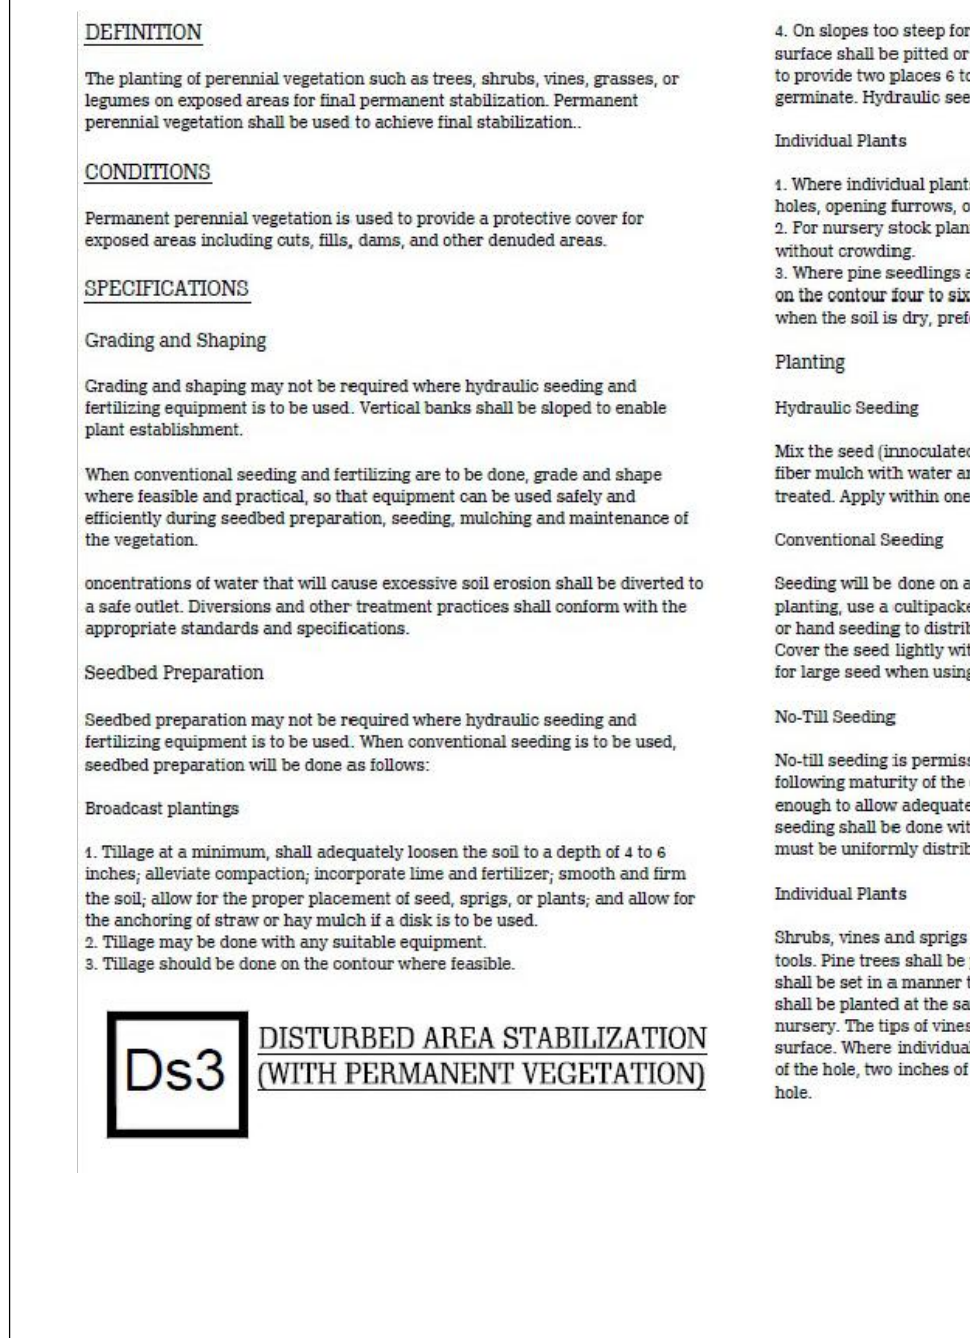 DEFINITION
The planting of perennial vegetation such as trees, shrubs, vines, grasses, or
legumes on exposed areas for final permanent stabilization. Permanent
perennial vegetation shall be used to achieve final stabilization..
CONDITIONS
Permanent perennial vegetation is used to provide a protective cover for
exposed areas including cuts, fills, dams, and other denuded areas.
SPECIFICATIONS
Grading and Shaping
Grading and shaping may not be required where hydraulic seeding and
fertilizing equipment is to be used. Vertical banks shall be sloped to enable
plant establishment.
When conventional seeding and fertilizing are to be done, grade and shape
where feasible and practical, so that equipment can be used safely and
efficiently during seedbed preparation, seeding, mulching and maintenance of
the vegetation.
oncentrations of water that will cause excessive soil erosion shall be diverted to
a safe outlet. Diversions and other treatment practices shall conform with the
appropriate standards and specifications.
Seedbed Preparation
Seedbed preparation may not be required where hydraulic seeding and
fertilizing equipment is to be used. When conventional seeding is to be used,
seedbed preparation will be done as follows:
Broadcast plantings
1. Tillage at a minimum, shall adequately loosen the soil to a depth of 4 to 6
inches; alleviate compaction; incorporate lime and fertilizer; smooth and firm
the soil; allow for the proper placement of seed, sprigs, or plants; and allow for
the anchoring of straw or hay mulch if a disk is to be used.
2. Tillage may be done with any suitable equipment.
3. Tillage should be done on the contour where feasible.
Ds3
DISTURBED AREA STABILIZATION
(WITH PERMANENT VEGETATION)
4. On slopes too steep for
surface shall be pitted or
to provide two places 6
germinate. Hydraulic
Individual Plants
1. Where individual
holes, opening furrows,
2. For nursery stock
without crowding.
3. Where pine seedlings
on the contour four to six
when the soil is dry,
Planting
Hydraulic Seeding
Mix the seed
fiber mulch with water
treated. Apply within one
Conventional Seeding
Seeding will be done on a
planting, use a
or hand seeding to
Cover the seed lightly
for large seed when
No-Till Seeding
No-till seeding is
following maturity of the
enough to allow
seeding shall be done
must be uniformly
Individual Plants
Shrubs, vines and sprigs
tools. Pine trees shall be
shall be set in a manner
shall be planted at the
nursery. The tips of
surface. Where
of the hole, two inches of
hole.